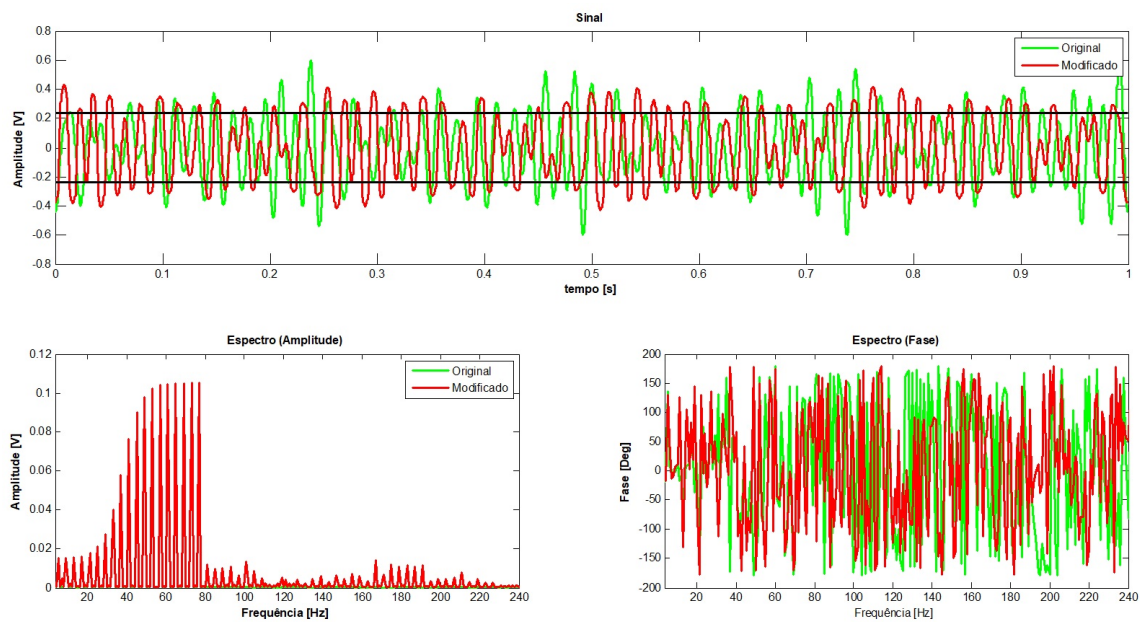 Sinal
Amplitude [V]
0.8
0.6
0.4
0.2
0
-0.2
-0.4
-0.6
-0.8
Original
Modificado
0 0.1 0.2 0.3 0.4 0.5 0.6 0.7 0.8 0.9 1
tempo [s]
Espectro (Amplitude)
Amplitude [V]
0.12
0.1
0.08
0.06
0.04
0.02
0
Original
Modificado
20 40 60 80 100 120 140 160 180 200 220 240
Frequência [Hz]
Espectro (Fase)
Fase [Deg]
200
150
100
50
0
-50
-100
-150
-200
20 40 60 80 100 120 140 160 180 200 220 240
Frequência [Hz]